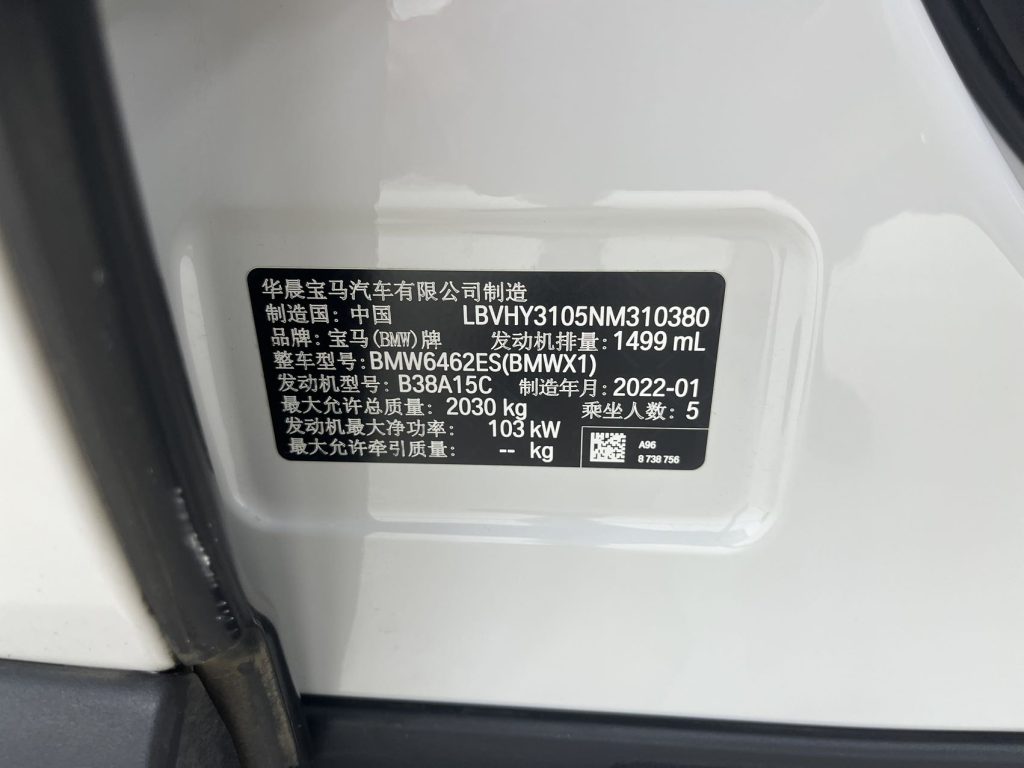 华晨宝马汽车有限公司制造
制造国: 中国 LBVHY3105NM310380
品牌: 宝马(BMW)牌 发动机排量: 1499 mL
整车型号: BMW6462ES(BMWX1)
发动机型号: B38A15C 制造年月: 2022-01
最大允许总质量: 2030 kg 乘坐人数: 5
发动机最大净功率: 103 kW
最大允许牵引质量: -- kg
A96
8 738 756